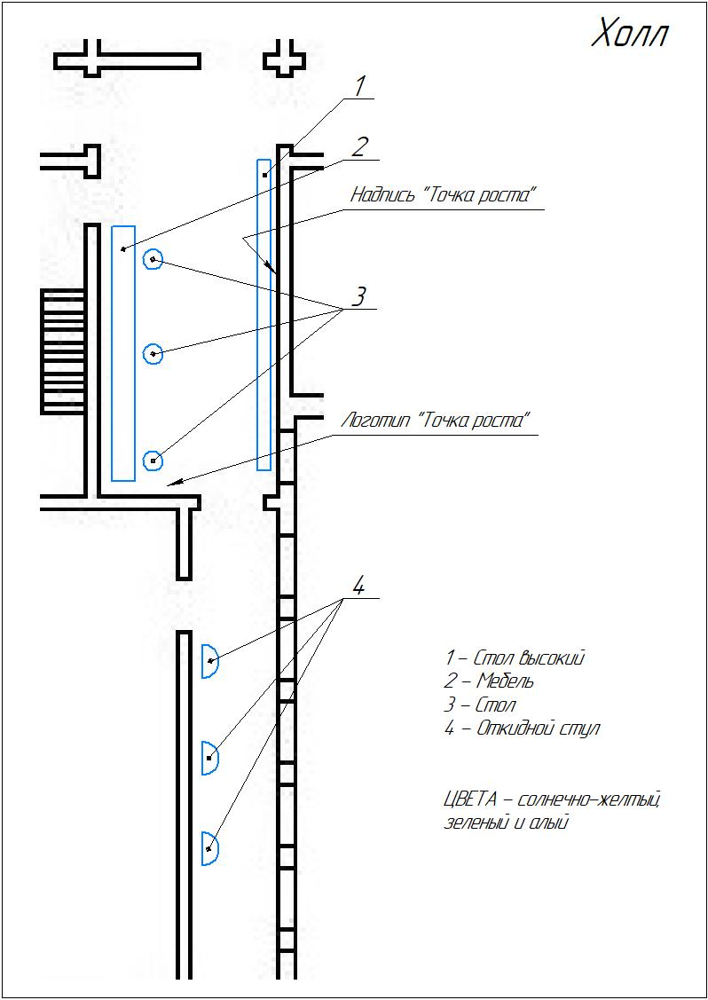 Холл
1
2
Надпись "Точка роста"
3
Логотип "Точка роста"
4
1 – Стол высокий
2 – Мебель
3 – Стол
4 – Откидной стул
ЦВЕТА – солнечно-желтый,
зеленый и алый